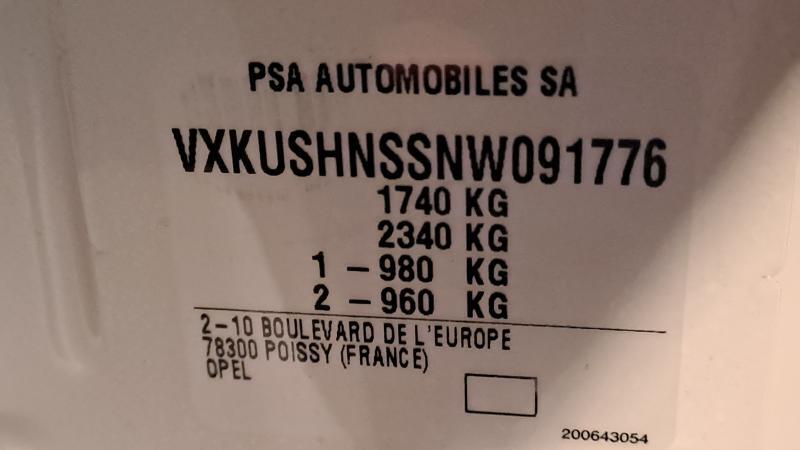 PSA AUTOMOBILES SA
VXKUSHNSSNW091776
1740 KG
2340 KG
1 – 980 KG
2 – 960 KG
2-10 BOULEVARD DE L'EUROPE
78300 POISSY (FRANCE)
OPEL
200643054